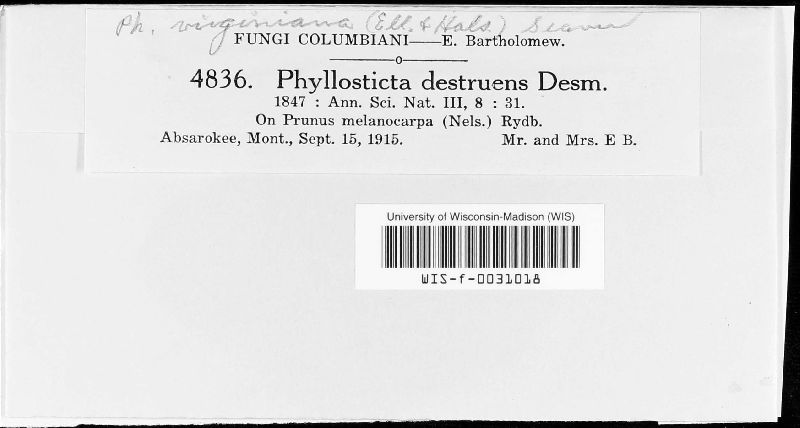 Ph. virginiana (Ell. & Hals.) Seaver
FUNGI COLUMBIANI—E. Bartholomew.
4836. Phyllosticta destruens Desm.
1847 : Ann. Sci. Nat. III, 8 : 31.
On Prunus melanocarpa (Nels.) Rydb.
Absarokee, Mont., Sept. 15, 1915. Mr. and Mrs. E B.
University of Wisconsin-Madison (WIS)
WIS-f-0031018